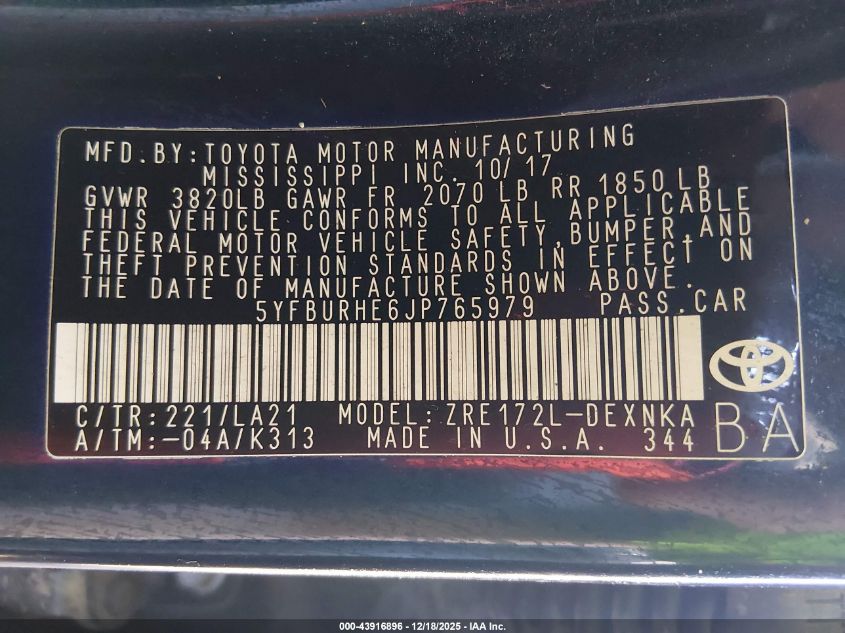 MFD.BY:TOYOTA MOTOR MANUFACTURING
MISSISSIPPI INC. 10/ 17
GVWR 3820LB GAWR FR 2070 LB RR 1850LB
THIS VEHICLE CONFORMS TO ALL APPLICABLE
FEDERAL MOTOR VEHICLE SAFETY,BUMPER,AND
THEFT PREVENTION STANDARDS IN EFFECT ON
THE DATE OF MANUFACTURE SHOWN ABOVE.
5YFBURHE6JP765979 PASS.CAR
C/TR:221/LA21 MODEL:ZRE172L-DEXNKA
A/TM:-04A/K313 MADE IN U.S.A. 344 BA
000-43916896 - 12/18/2025 - IAA Inc.